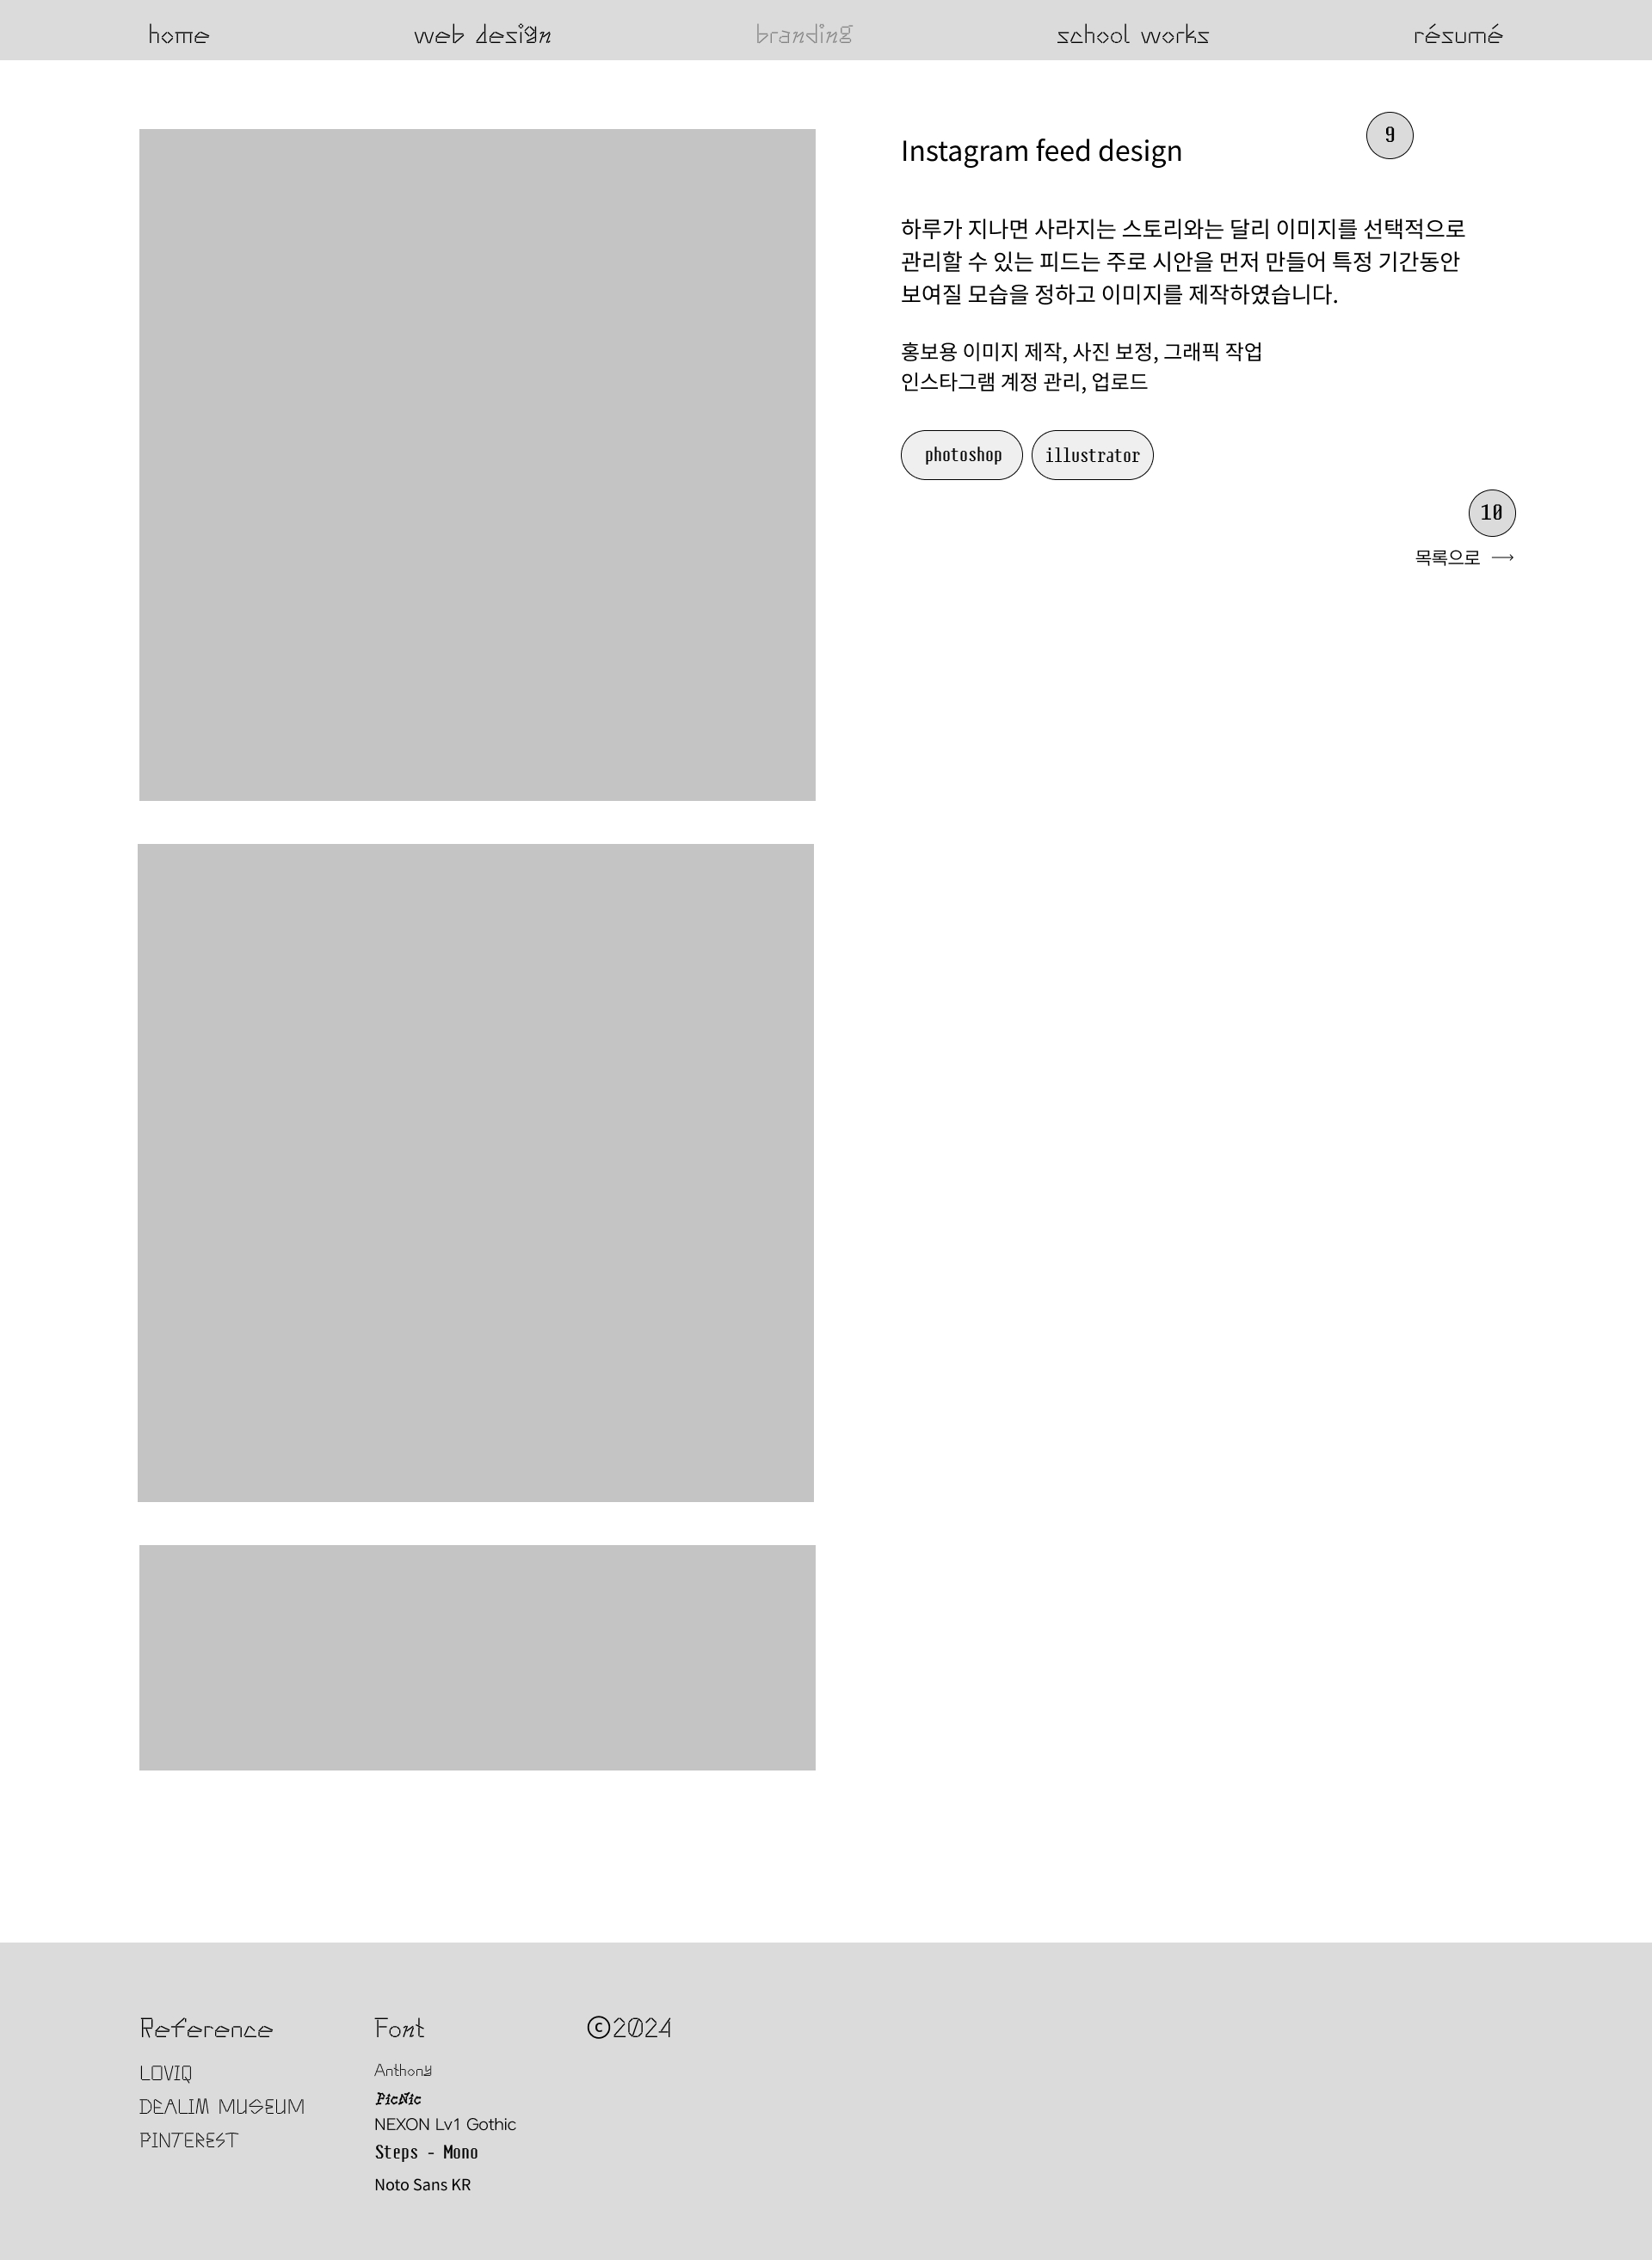 home
web design
branding
school works
résumé
9
Instagram feed design
하루가 지나면 사라지는 스토리와는 달리 이미지를 선택적으로
관리할 수 있는 피드는 주로 시안을 먼저 만들어 특정 기간동안
보여질 모습을 정하고 이미지를 제작하였습니다.
홍보용 이미지 제작, 사진 보정, 그래픽 작업
인스타그램 계정 관리, 업로드
photoshop
illustrator
10
목록으로 →
Reference
LOVIQ
DEALIM MUSEUM
PINTEREST
Font
Anthony
PicNic
NEXON Lv1 Gothic
Steps - Mono
Noto Sans KR
©2024